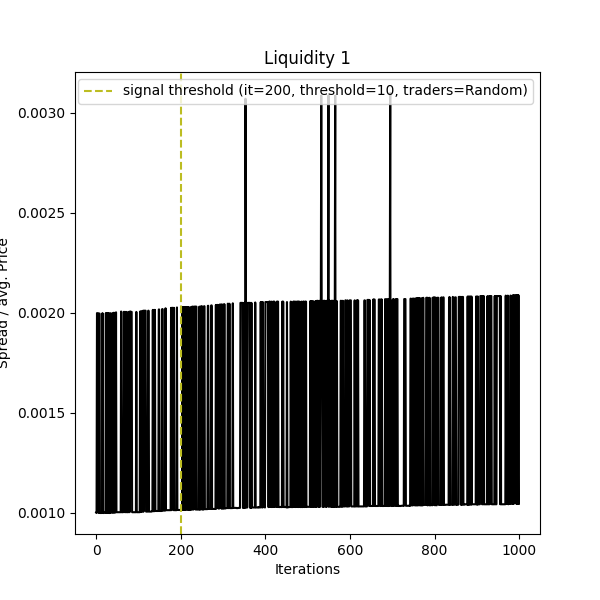 Liquidity 1
signal threshold (it=200, threshold=10, traders=Random)
Spread / avg. Price
0.0030
0.0025
0.0020
0.0015
0.0010
0
200
400
600
800
1000
Iterations